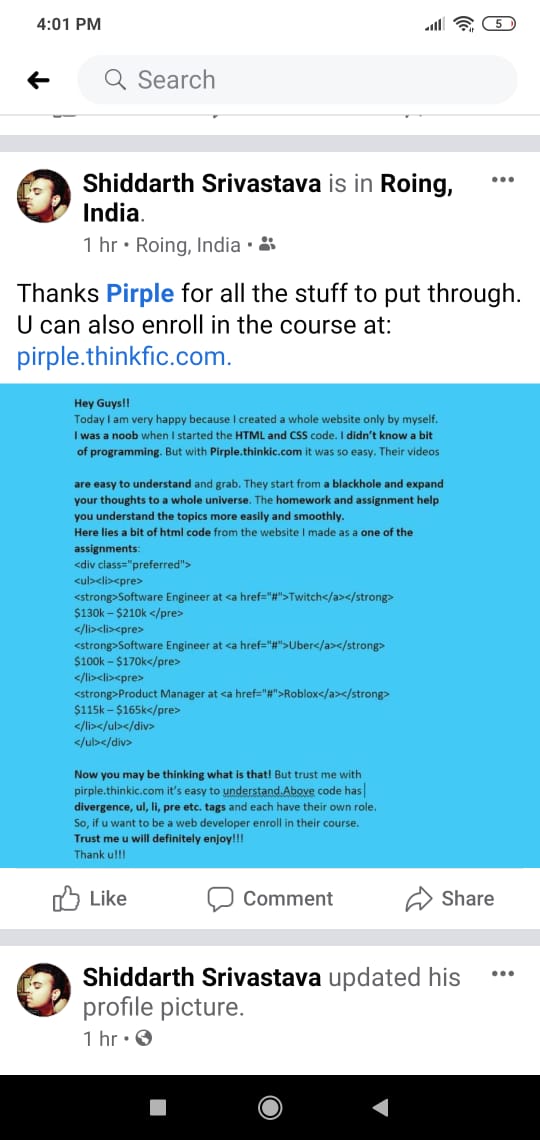 4:01 PM
5
Search
Shiddarth Srivastava is in Roing,
India.
1 hr • Roing, India •
Thanks Pirple for all the stuff to put through.
U can also enroll in the course at:
pirple.thinkfic.com.
Hey Guys!!
Today I am very happy because I created a whole website only by myself.
I was a noob when I started the HTML and CSS code. I didn't know a bit
of programming. But with Pirple.thinkic.com it was so easy. Their videos
are easy to understand and grab. They start from a blackhole and expand
your thoughts to a whole universe. The homework and assignment help
you understand the topics more easily and smoothly.
Here lies a bit of html code from the website I made as a one of the
assignments:
<div class="preferred">
<ul><li><pre>
<strong>Software Engineer at <a href="#">Twitch</a></strong>
$130k – $210k </pre>
</li><li><pre>
<strong>Software Engineer at <a href="#">Uber</a></strong>
$100k – $170k</pre>
</li><li><pre>
<strong>Product Manager at <a href="#">Roblox</a></strong>
$115k – $165k</pre>
</li></ul></div>
</ul></div>
Now you may be thinking what is that! But trust me with
pirple.thinkic.com it's easy to understand.Above code has
divergence, ul, li, pre etc. tags and each have their own role.
So, if u want to be a web developer enroll in their course.
Trust me u will definitely enjoy!!!
Thank u!!!
Like
Comment
Share
Shiddarth Srivastava updated his
profile picture.
1 hr •